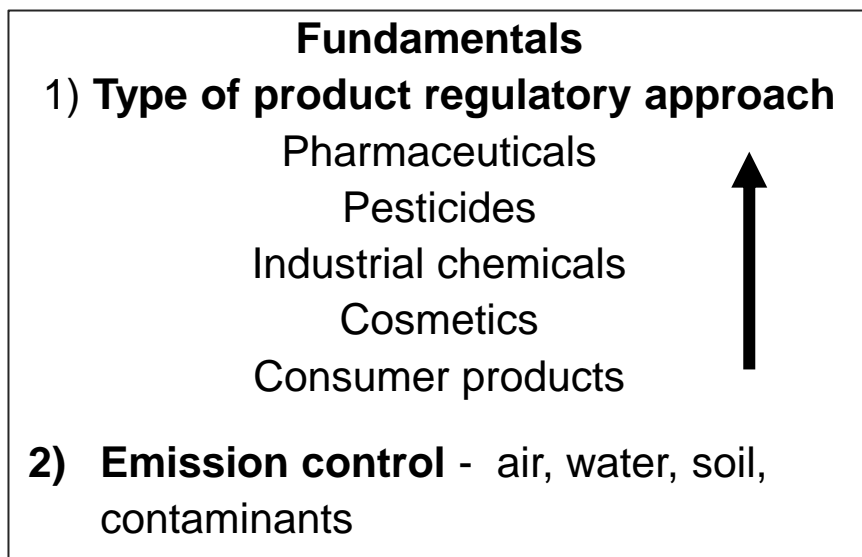 Fundamentals
1) Type of product regulatory approach
Pharmaceuticals
Pesticides
Industrial chemicals
Cosmetics
Consumer products
2) Emission control - air, water, soil,
contaminants